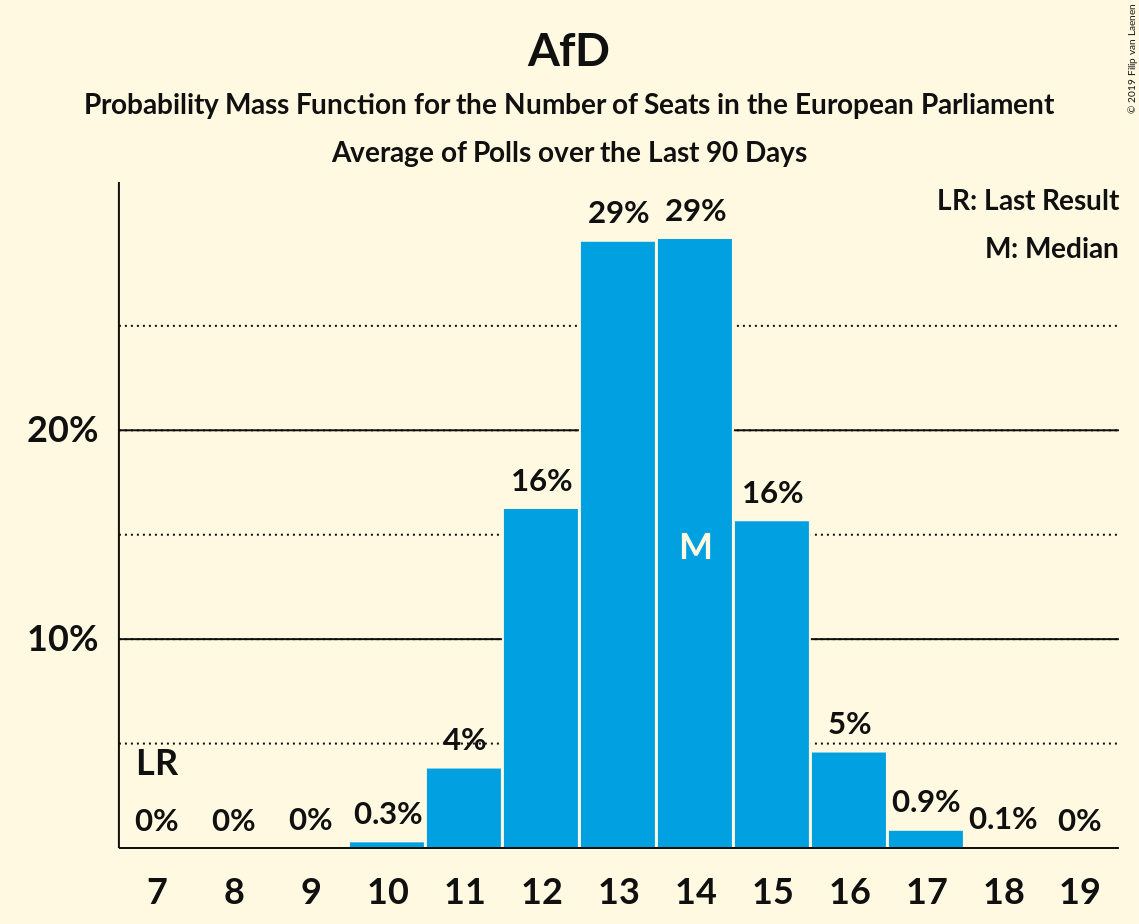 AfD
Probability Mass Function for the Number of Seats in the European Parliament
Average of Polls over the Last 90 Days
© 2019 Filip van Laenen
LR: Last Result
M: Median
29% 29%
20%
16% 16%
M
10%
5%
4%
LR
0.9%
0% 0% 0% 0.3% 0.1% 0%
7 8 9 10 11 12 13 14 15 16 17 18 19